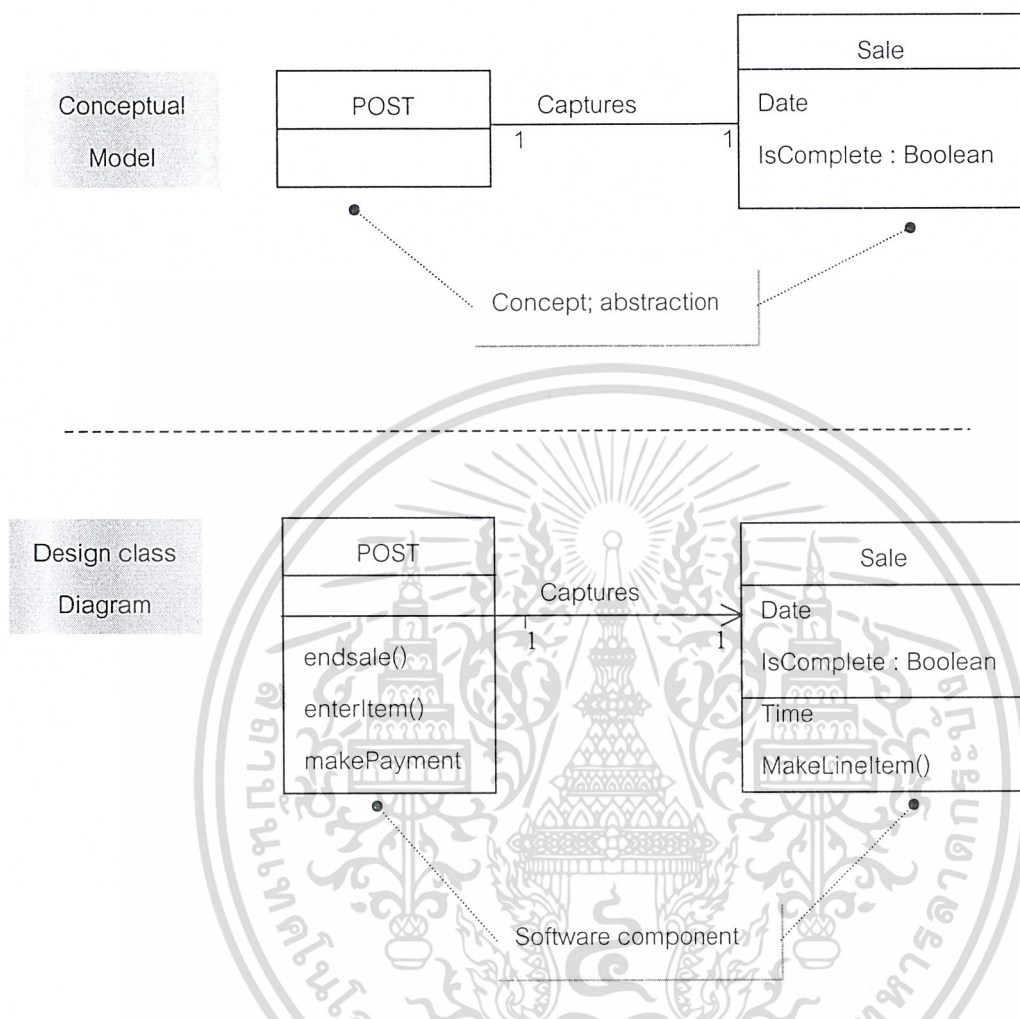 Conceptual
Model
POST
Captures
1
1
Sale
Date
IsComplete : Boolean
Concept; abstraction
Design class
Diagram
POST
endsale()
enterItem()
makePayment
Captures
1
1
Sale
Date
IsComplete : Boolean
Time
MakeLineItem()
Software component